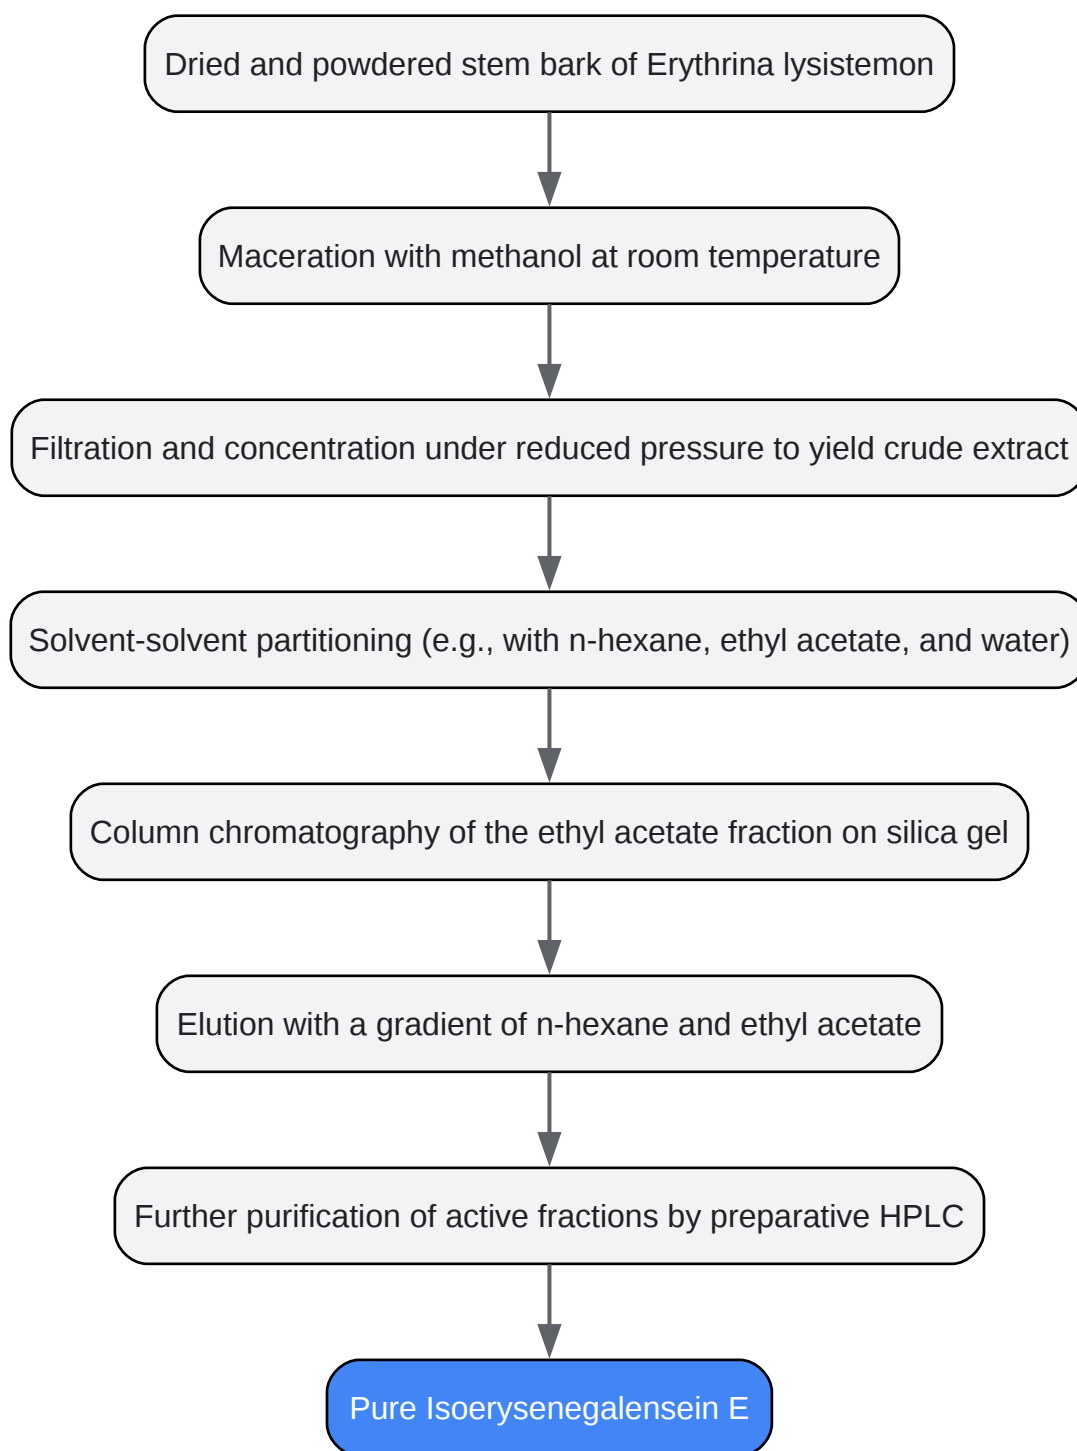 Dried and powdered stem bark of Erythrina lysistemon
Maceration with methanol at room temperature
Filtration and concentration under reduced pressure to yield crude extract
Solvent-solvent partitioning (e.g., with n-hexane, ethyl acetate, and water)
Column chromatography of the ethyl acetate fraction on silica gel
Elution with a gradient of n-hexane and ethyl acetate
Further purification of active fractions by preparative HPLC
Pure Isoerysenegalensein E